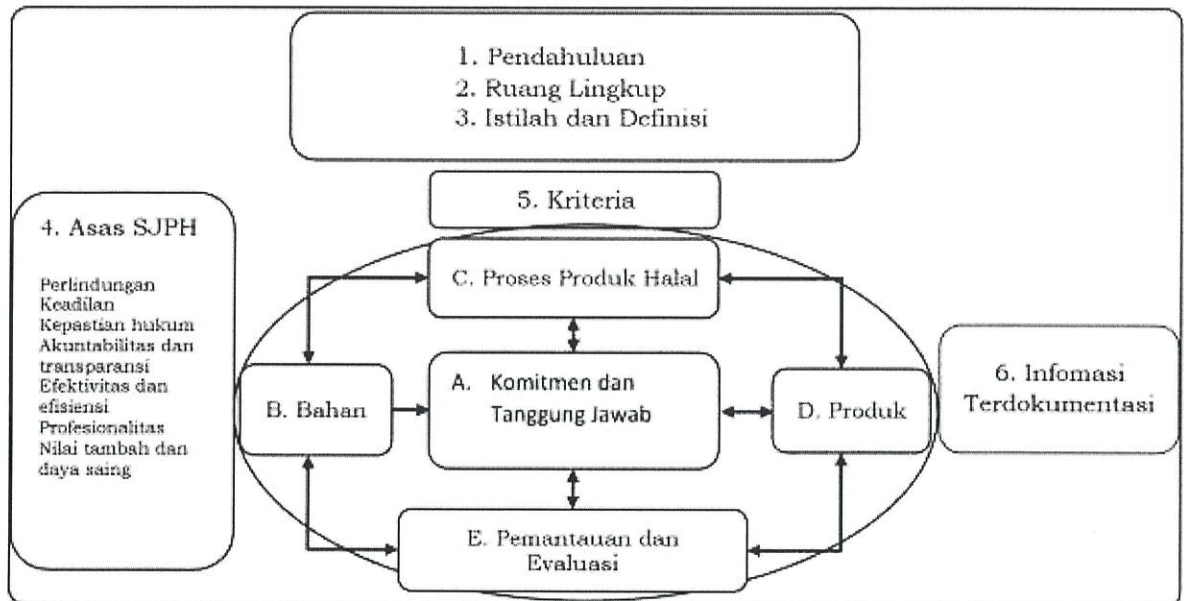 1. Pendahuluan
2. Ruang Lingkup
3. Istilah dan Definisi
5. Kriteria
4. Asas SJPH
Perlindungan
Keadilan
Kepastian hukum
Akuntabilitas dan
transparansi
Efektivitas dan
efisiensi
Profesionalitas
Nilai tambah dan
daya saing
C. Proses Produk Halal
B. Bahan
A. Komitmen dan
Tanggung Jawab
D. Produk
E. Pemantauan dan
Evaluasi
6. Infomasi
Terdokumentasi